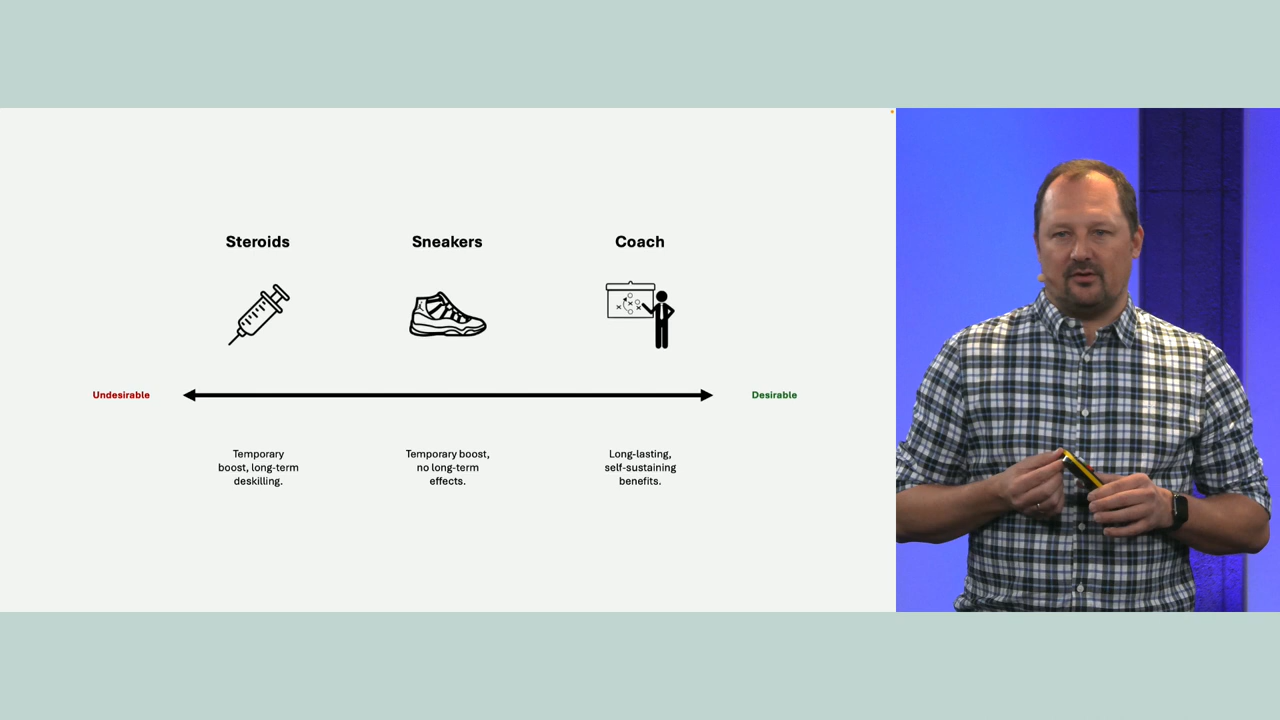 Steroids
Sneakers
Coach
Undesirable
Desirable
Temporary
boost, long-term
deskilling.
Temporary boost,
no long-term
effects.
Long-lasting,
self-sustaining
benefits.